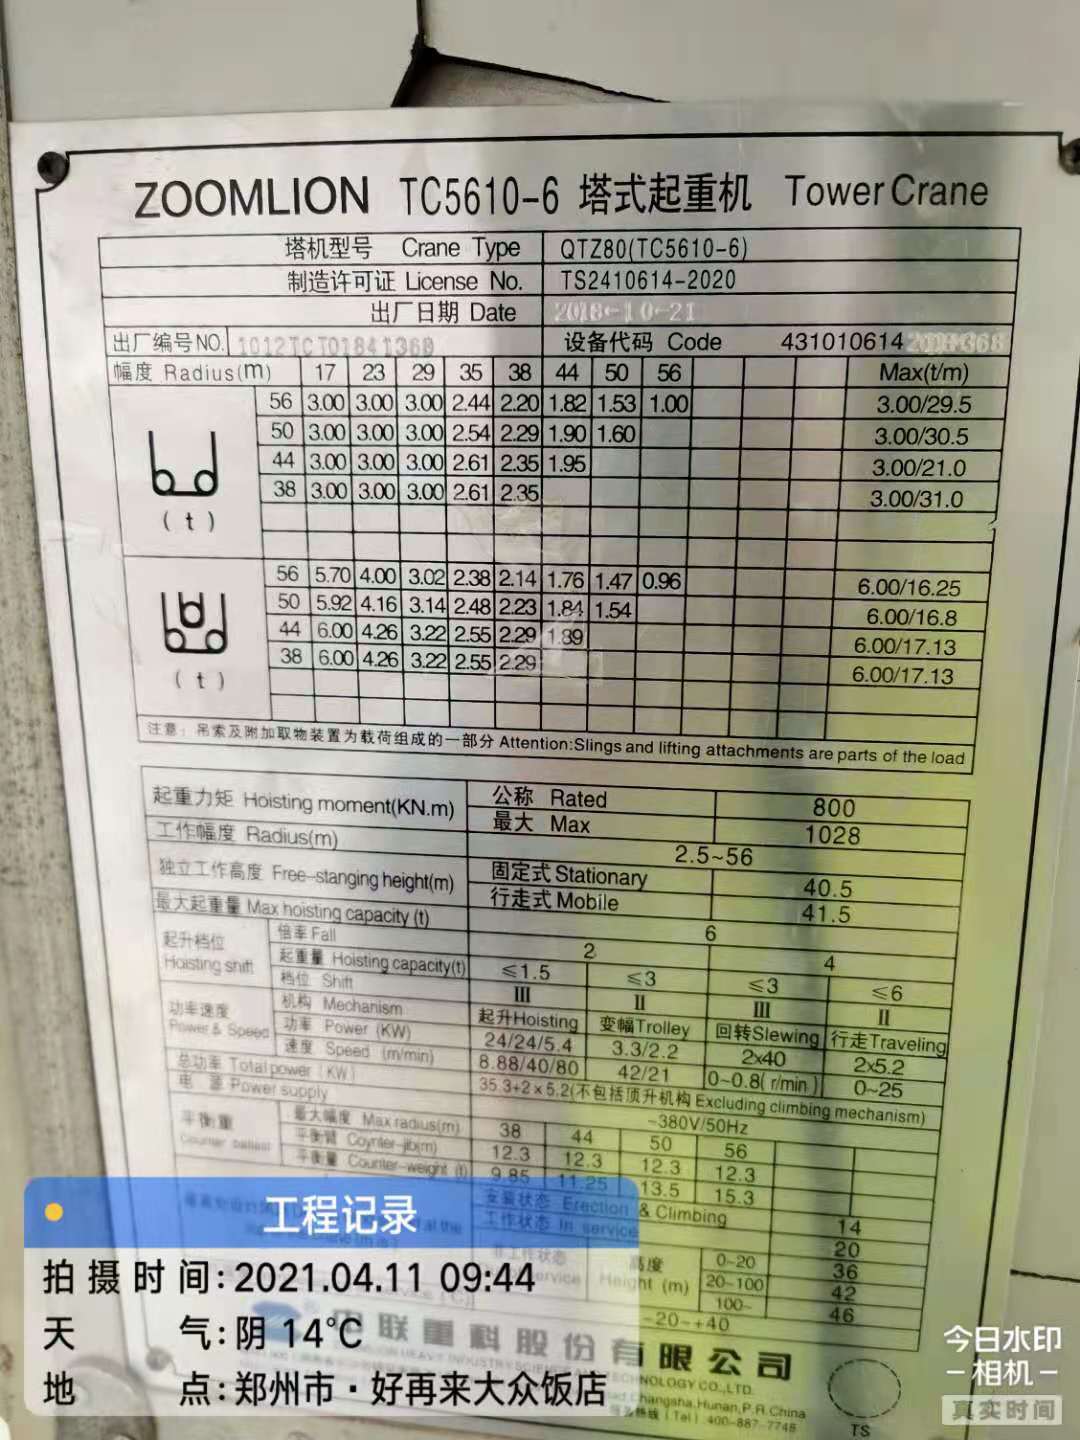 ZOOMLION TC5610-6 塔式起重机 Tower Crane
塔机型号 Crane Type QTZ80(TC5610-6)
制造许可证 License No. TS2410614-2020
出厂日期 Date 2018-10-21
出厂编号NO. 设备代码 Code 431010614
幅度 Radius(m) 17 23 29 35 38 44 50 56 Max(t/m)
56 3.00 3.00 3.00 2.44 2.20 1.82 1.53 1.00 3.00/29.5
50 3.00 3.00 3.00 2.54 2.29 1.90 1.60 3.00/30.5
44 3.00 3.00 3.00 2.61 2.35 1.95 3.00/21.0
38 3.00 3.00 3.00 2.61 2.35 3.00/31.0
(t)
56 5.70 4.00 3.02 2.38 2.14 1.76 1.47 0.96 6.00/16.25
50 5.92 4.16 3.14 2.48 2.23 1.84 1.54 6.00/16.8
44 6.00 4.26 3.22 2.55 2.29 1.89 6.00/17.13
38 6.00 4.26 3.22 2.55 2.29 6.00/17.13
(t)
注意：吊索及附加取物装置为载荷组成的一部分 Attention:Slings and lifting attachments are parts of the load
起重力矩 Hoisting moment(KN.m) 公称 Rated 800
最大 Max 1028
工作幅度 Radius(m) 2.5~56
独立工作高度 Free-stanging height(m) 固定式 Stationary 40.5
行走式 Mobile 41.5
最大起重量 Max hoisting capacity (t) 6
起升档位 Hoisting shift 倍率 Fall 2 4
起重量 Hoisting capacity(t) ≤1.5 ≤3 ≤3 ≤6
档位 Shift III II III II
功率速度 Power & Speed 机构 Mechanism 起升Hoisting 变幅Trolley 回转Slewing 行走Traveling
功率 Power (KW) 24/24/5.4 3.3/2.2 2x40 2x5.2
速度 Speed (m/min) 8.88/40/80 42/21 0~0.8(r/min) 0~25
总功率 Total power (KW) 35.3+2×5.2(不包括顶升机构 Excluding climbing mechanism)
电源 Power supply ~380V/50Hz
平衡重 Counter ballast 最大幅度 Max radius(m) 38 44 50 56
平衡臂 Coynter-jib(m) 12.3 12.3 12.3 12.3
平衡重 Counter-weight (t) 9.85 11.25 13.5 15.3
安装状态 Erection & Climbing 14
工作状态 In service 20
非工作状态 高度 Height (m) 0~20 36
20~100 42
100~ 46
-20~+40
中联重科股份有限公司
TECHNOLOGY CO.,LTD.
Changsha,Hunan,P.R.China
(Tel) 400-887-7748
TS
工程记录
拍摄时间:2021.04.11 09:44
天气:阴 14℃
地点:郑州市·好再来大众饭店
今日水印
-相机-
真实时间